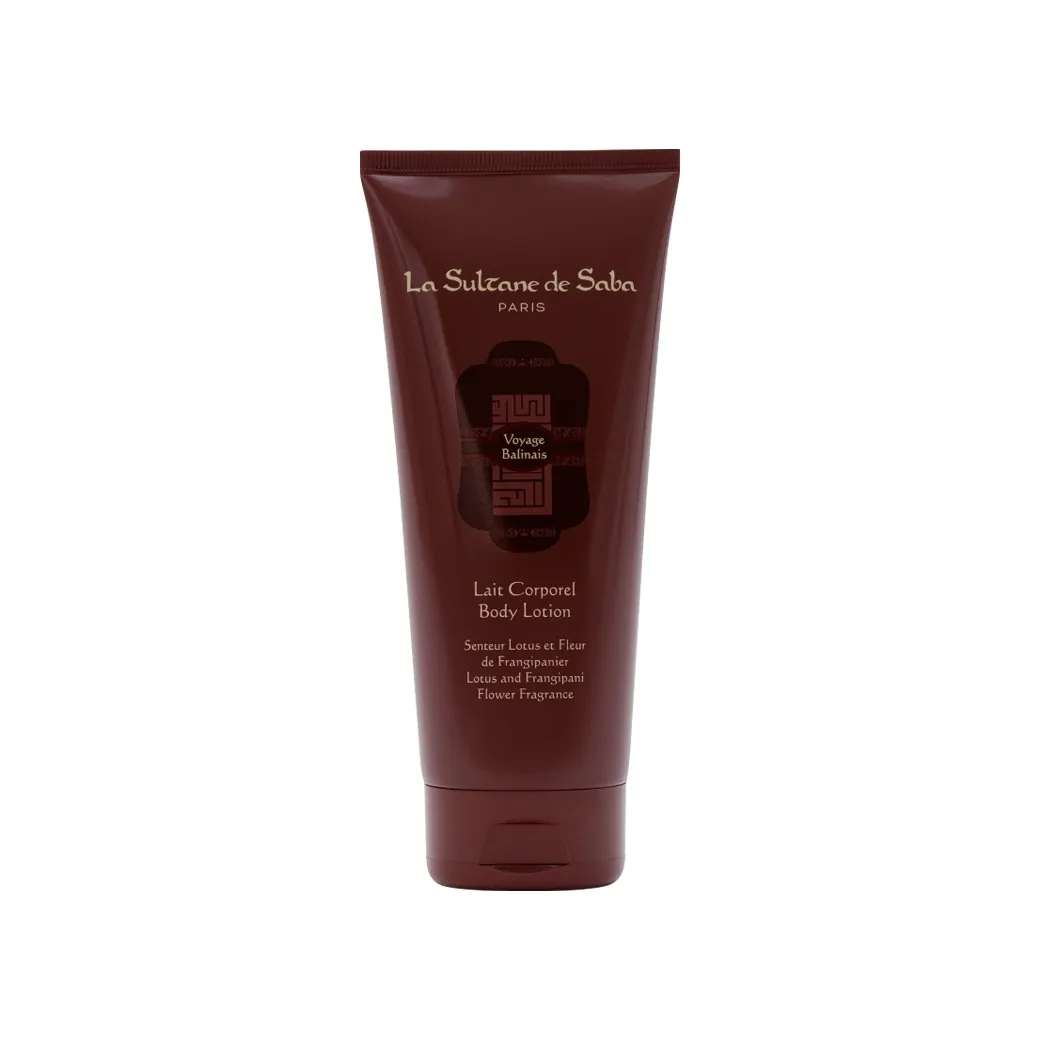 La Sultane de Saba
PARIS
Voyage
Balinais
Lait Corporel
Body Lotion
Senteur Lotus et Fleur
de Frangipanier
Lotus and Frangipani
Flower Fragrance